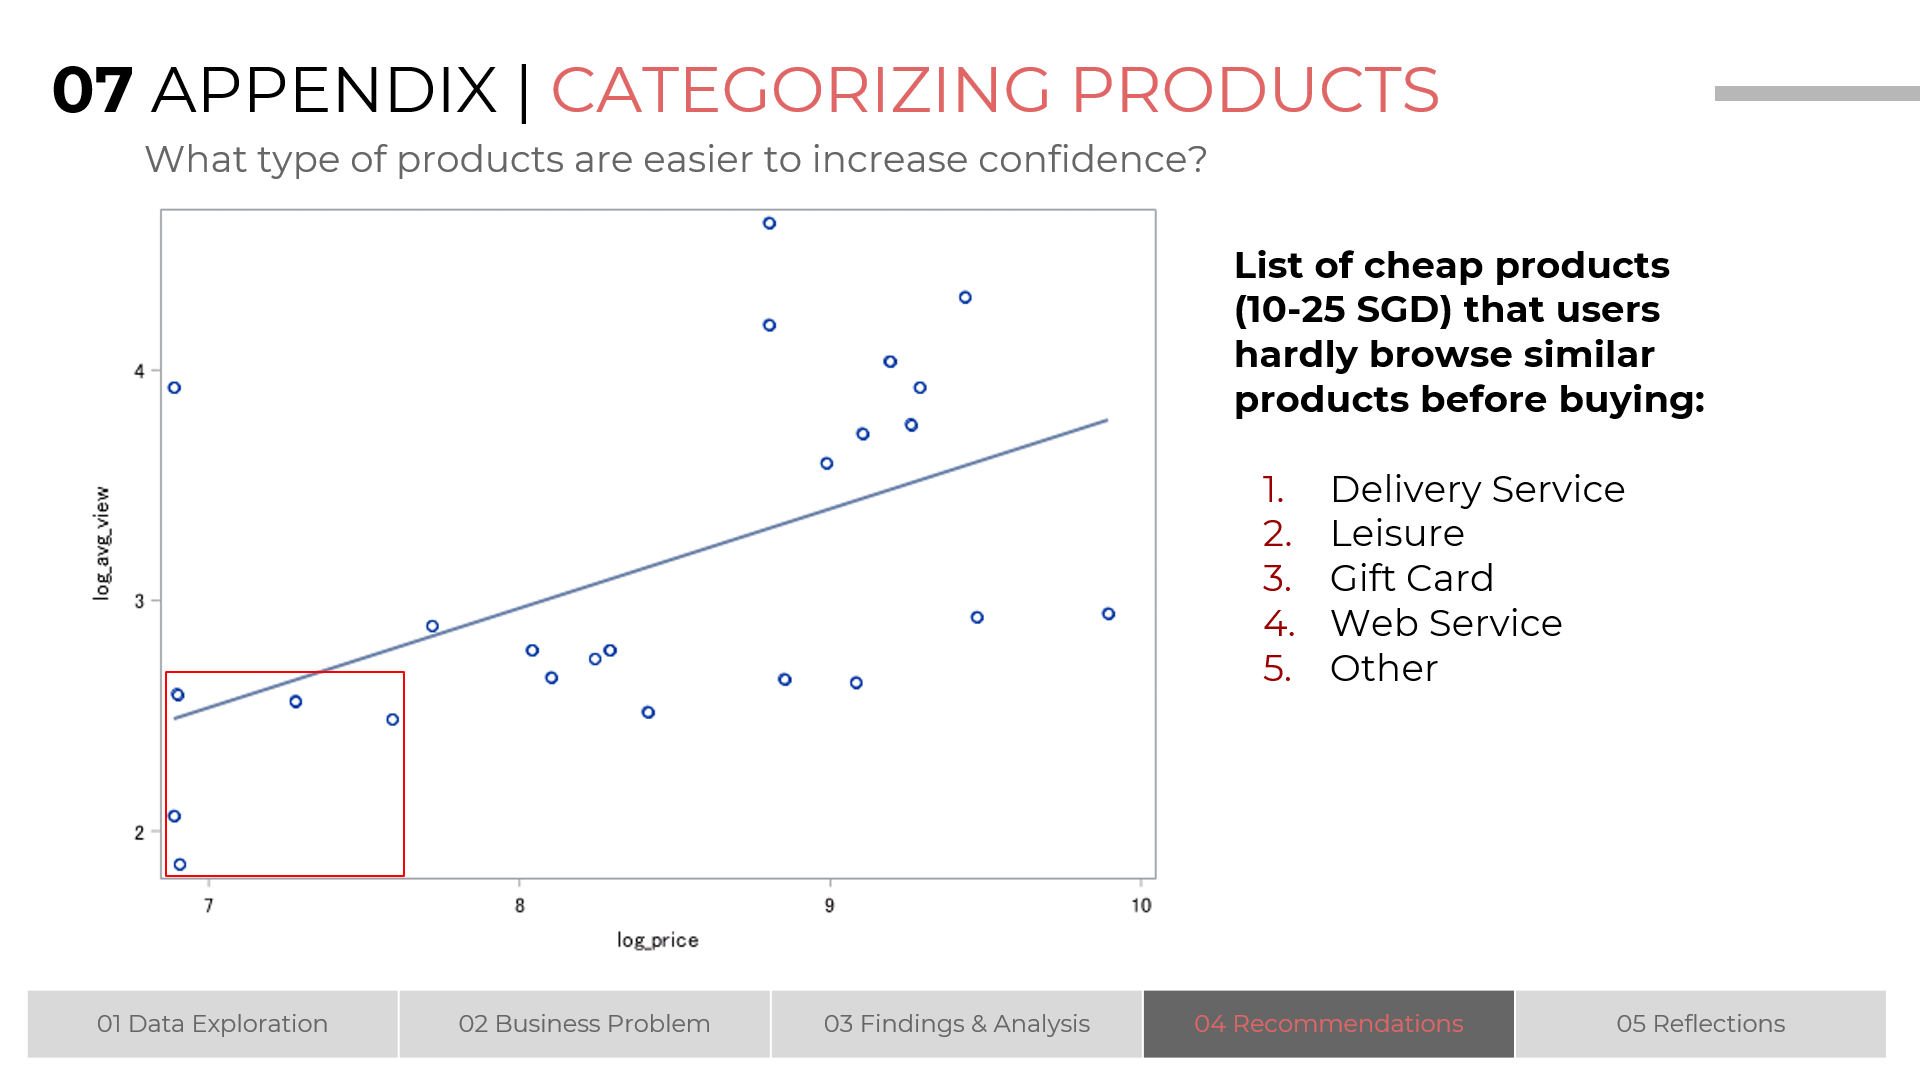 07 APPENDIX | CATEGORIZING PRODUCTS
What type of products are easier to increase confidence?
4
3
2
log_avg_view
7 8 9 10
log_price
List of cheap products
(10-25 SGD) that users
hardly browse similar
products before buying:
1. Delivery Service
2. Leisure
3. Gift Card
4. Web Service
5. Other
01 Data Exploration
02 Business Problem
03 Findings & Analysis
04 Recommendations
05 Reflections